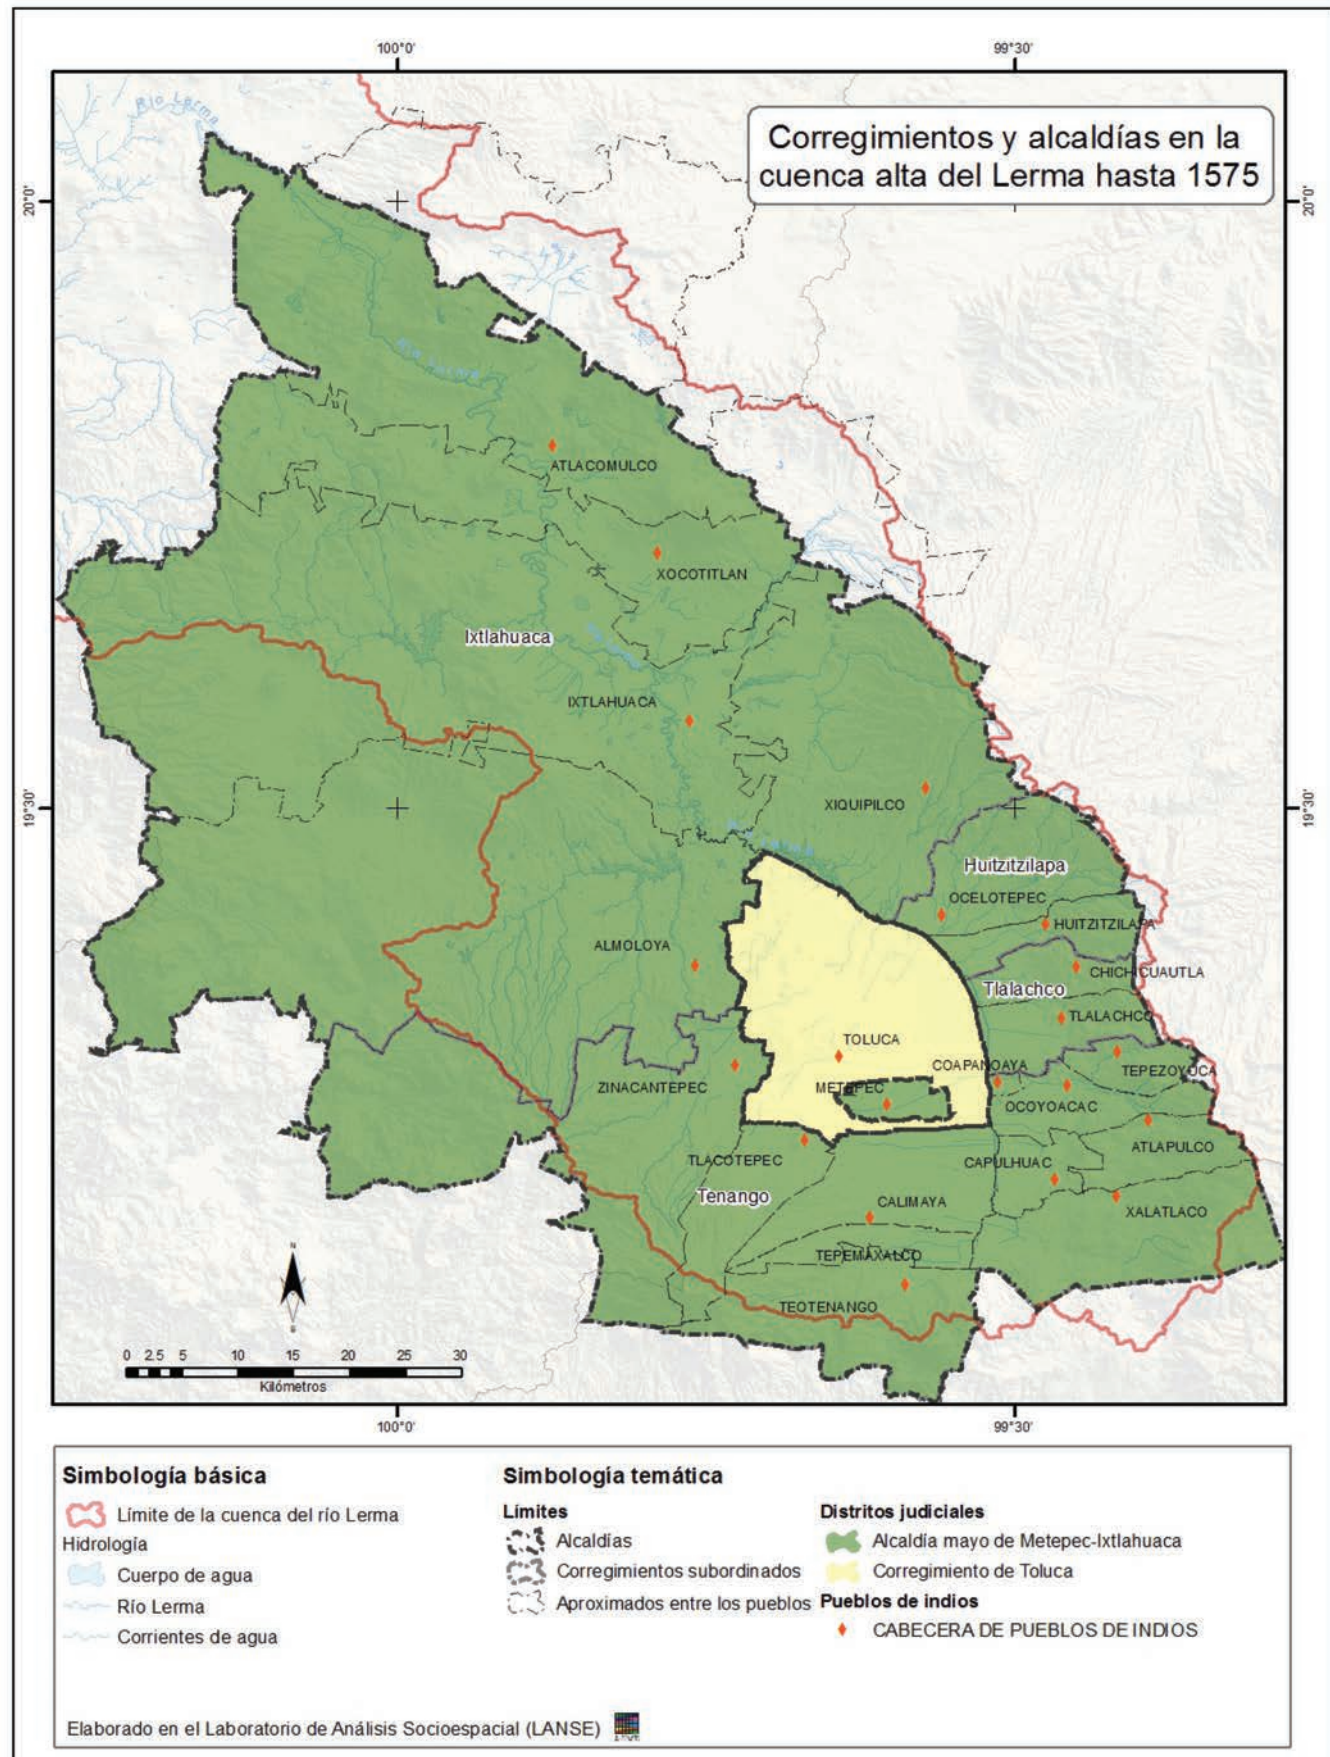 100°0'
99°30'
Corregimientos y alcaldías en la
cuenca alta del Lerma hasta 1575
Río Lerma
20°0'
20°0'
Río Lerma
ATLACOMULCO
XOCOTITLAN
Ixtlahuaca
Río Lerma
IXTLAHUACA
XIQUIPILCO
19°30'
19°30'
Río Lerma
Huitzitzilapa
OCELOTEPEC
HUITZITZILAPA
ALMOLOYA
CHICHICUAUTLA
Tlalachco
TLALACHCO
TOLUCA
COAPANOAYA
TEPEZOYUCA
ZINACANTEPEC
METEPEC
OCOYOACAC
ATLAPULCO
TLACOTEPEC
CAPULHUAC
Tenango
CALIMAYA
XALATLACO
TEPEMAXALCO
TEOTENANGO
N
S
0 2.5 5 10 15 20 25 30
Kilómetros
100°0'
99°30'
Simbología básica
Límite de la cuenca del río Lerma
Hidrología
Cuerpo de agua
Río Lerma
Corrientes de agua
Simbología temática
Límites
Alcaldías
Corregimientos subordinados
Aproximados entre los pueblos
Distritos judiciales
Alcaldía mayo de Metepec-Ixtlahuaca
Corregimiento de Toluca
Pueblos de indios
CABECERA DE PUEBLOS DE INDIOS
Elaborado en el Laboratorio de Análisis Socioespacial (LANSE)